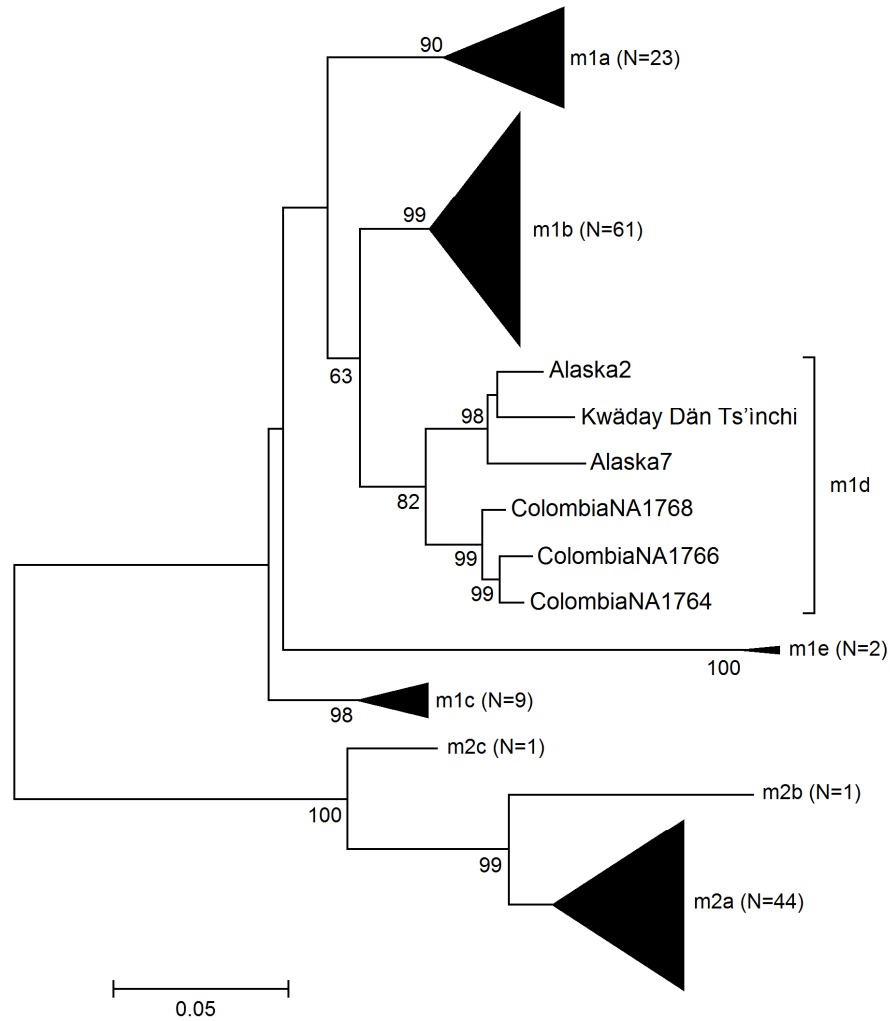 90
m1a (N=23)
99
m1b (N=61)
63
Alaska2
98
Kwäday Dän Ts’ìnchi
Alaska7
m1d
82
ColombiaNA1768
99
ColombiaNA1766
99
ColombiaNA1764
m1e (N=2)
100
m1c (N=9)
98
m2c (N=1)
m2b (N=1)
100
99
m2a (N=44)
0.05